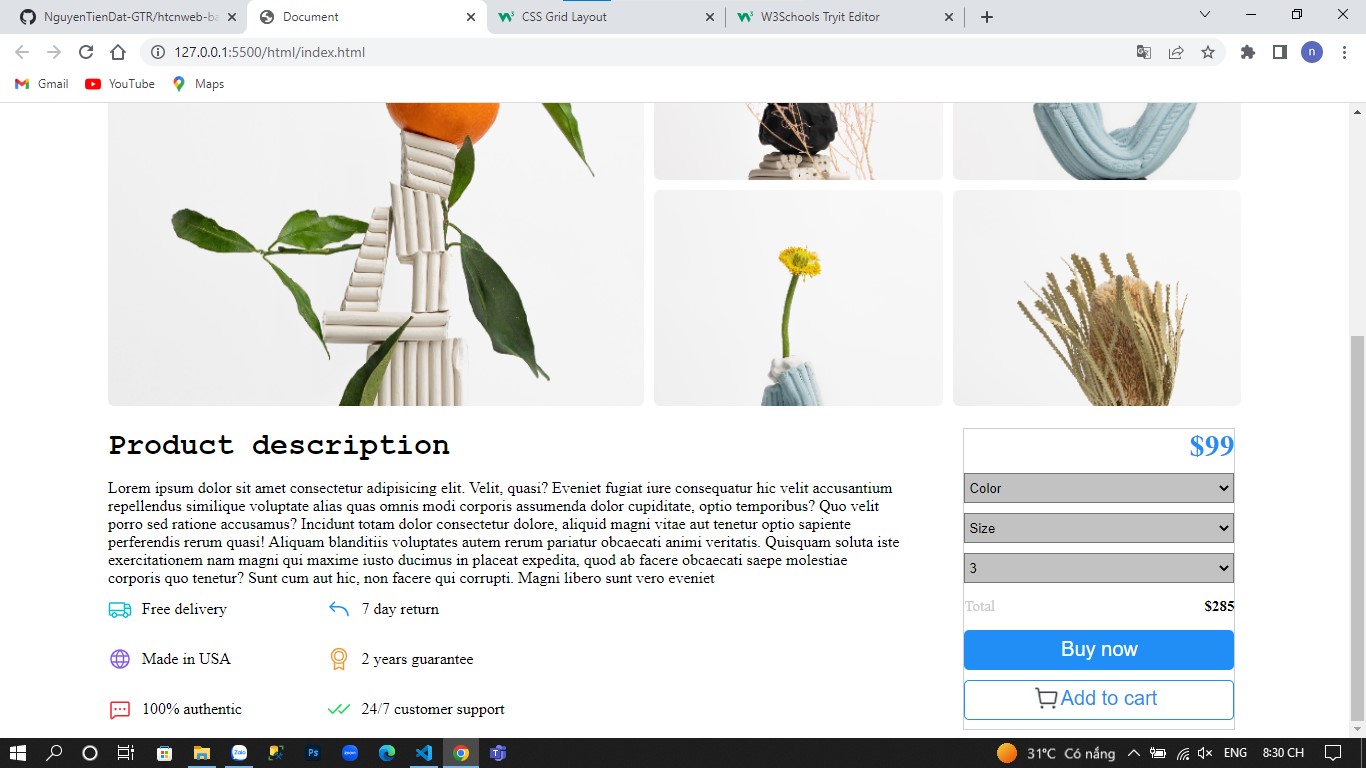 NguyenTienDat-GTR/htcnweb-ba
Document
CSS Grid Layout
W3Schools Tryit Editor
127.0.0.1:5500/html/index.html
n
Gmail
YouTube
Maps
Product description
Lorem ipsum dolor sit amet consectetur adipisicing elit. Velit, quasi? Eveniet fugiat iure consequatur hic velit accusantium
repellendus similique voluptate alias quas omnis modi corporis assumenda dolor cupiditate, optio temporibus? Quo velit
porro sed ratione accusamus? Incidunt totam dolor consectetur dolore, aliquid magni vitae aut tenetur optio sapiente
perferendis rerum quasi! Aliquam blanditiis voluptates autem rerum pariatur obcaecati animi veritatis. Quisquam soluta iste
exercitationem nam magni qui maxime iusto ducimus in placeat expedita, quod ab facere obcaecati saepe molestiae
corporis quo tenetur? Sunt cum aut hic, non facere qui corrupti. Magni libero sunt vero eveniet
Free delivery
7 day return
Made in USA
2 years guarantee
100% authentic
24/7 customer support
$99
Color
Size
3
Total
$285
Buy now
Add to cart
Ps
Zalo
zoom
31°C Có nắng
ENG
8:30 CH